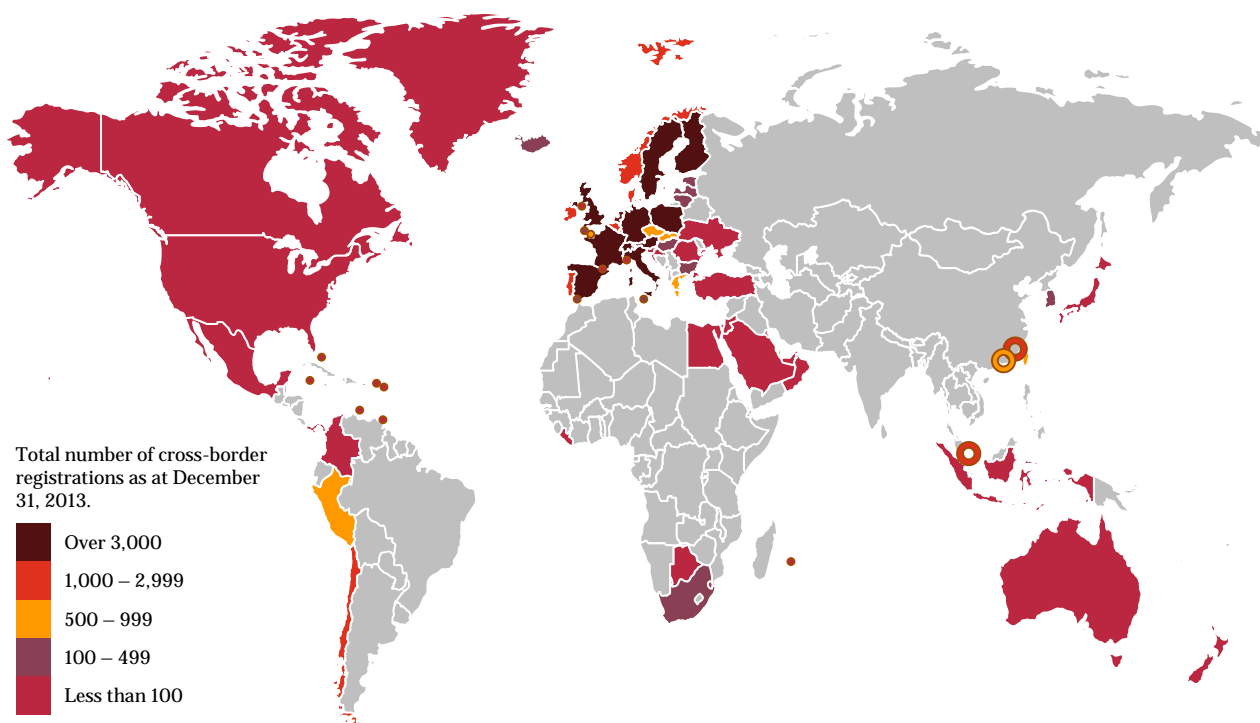 Total number of cross-border
registrations as at December
31, 2013.
Over 3,000
1,000 – 2,999
500 – 999
100 – 499
Less than 100